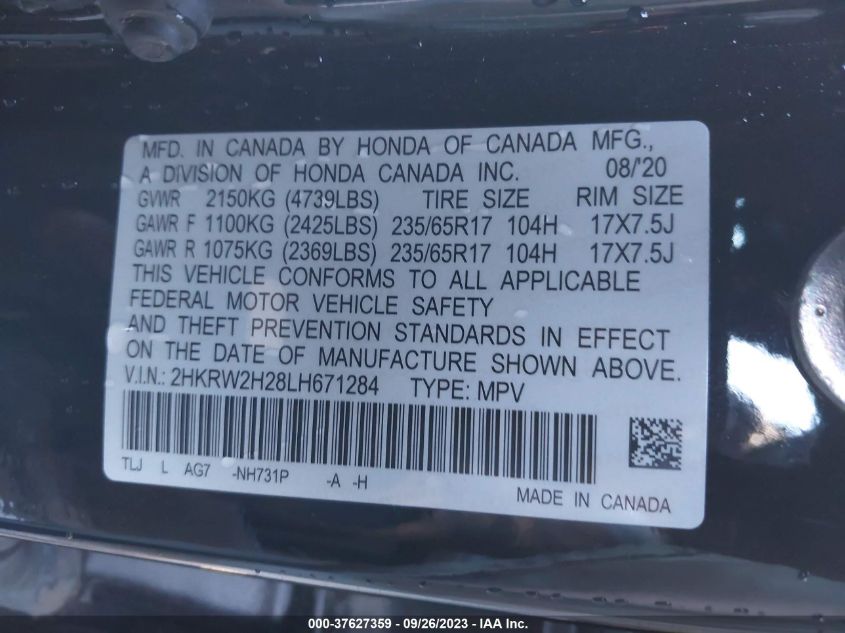 MFD. IN CANADA BY HONDA OF CANADA MFG.,
A DIVISION OF HONDA CANADA INC. 08/'20
GVWR 2150KG (4739LBS) TIRE SIZE RIM SIZE
GAWR F 1100KG (2425LBS) 235/65R17 104H 17X7.5J
GAWR R 1075KG (2369LBS) 235/65R17 104H 17X7.5J
THIS VEHICLE CONFORMS TO ALL APPLICABLE
FEDERAL MOTOR VEHICLE SAFETY
AND THEFT PREVENTION STANDARDS IN EFFECT
ON THE DATE OF MANUFACTURE SHOWN ABOVE.
V.I.N.: 2HKRW2H28LH671284 TYPE: MPV
TLJ L AG7 -NH731P -A -H
MADE IN CANADA
000-37627359 - 09/26/2023 - IAA Inc.